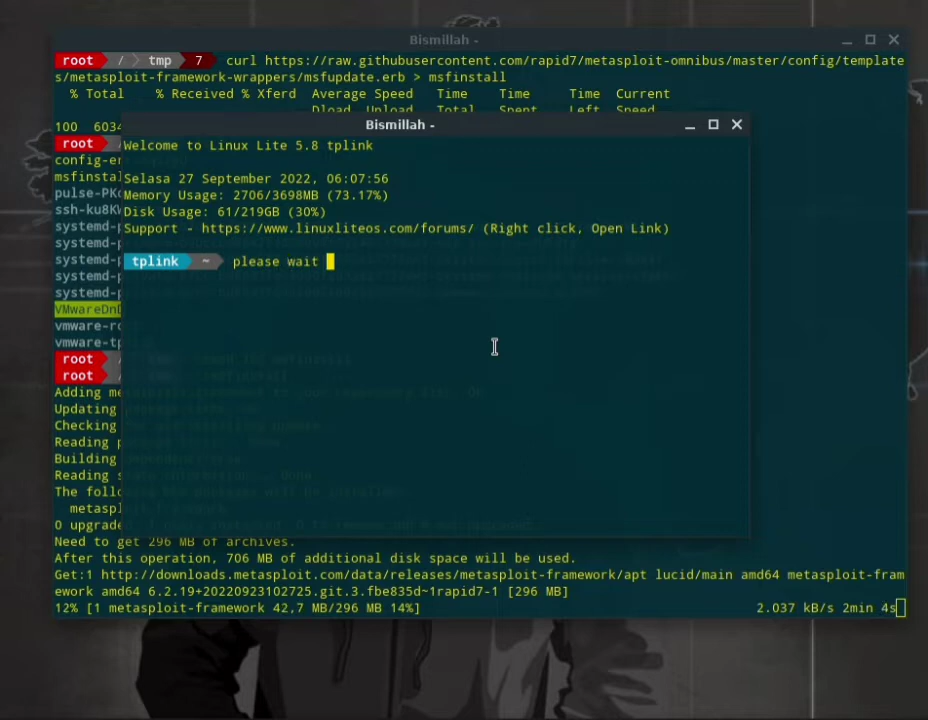 Bismillah -
root / tmp 7 curl https://raw.githubusercontent.com/rapid7/metasploit-omnibus/master/config/template
s/metasploit-framework-wrappers/msfupdate.erb > msfinstall
% Total % Received % Xferd Average Speed Time Time Time Current
Dload Upload Total Spent Left Speed
100 6034
root /
config-er
msfinstal
pulse-PK
ssh-ku8K
systemd-p
systemd-p
systemd-p
systemd-p
systemd-p
VMwareDnD
vmware-ro
vmware-tp
root /
root /
Adding me
Updating
Checking
Reading p
Building
Reading s
The follo
metaspl
0 upgraded
Need to get 296 MB of archives.
After this operation, 706 MB of additional disk space will be used.
Get:1 http://downloads.metasploit.com/data/releases/metasploit-framework/apt lucid/main amd64 metasploit-fram
ework amd64 6.2.19+20220923102725.git.3.fbe835d~1rapid7-1 [296 MB]
12% [1 metasploit-framework 42,7 MB/296 MB 14%] 2.037 kB/s 2min 4s
Bismillah -
Welcome to Linux Lite 5.8 tplink
Selasa 27 September 2022, 06:07:56
Memory Usage: 2706/3698MB (73.17%)
Disk Usage: 61/219GB (30%)
Support - https://www.linuxliteos.com/forums/ (Right click, Open Link)
tplink ~ please wait